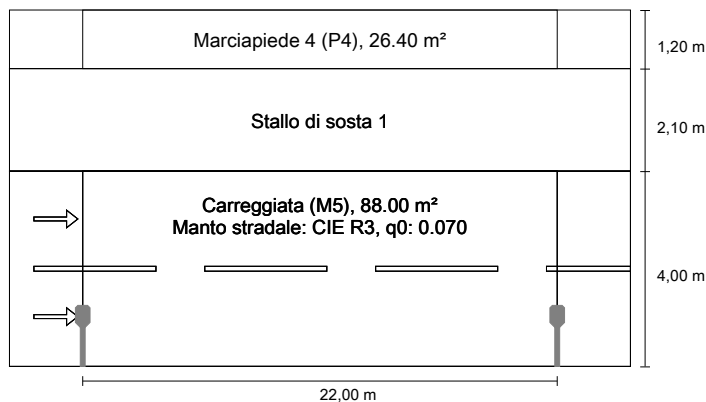 Marciapiede 4 (P4), 26.40 m²
1,20 m
Stallo di sosta 1
2,10 m
Carreggiata (M5), 88.00 m²
Manto stradale: CIE R3, q0: 0.070
4,00 m
22,00 m